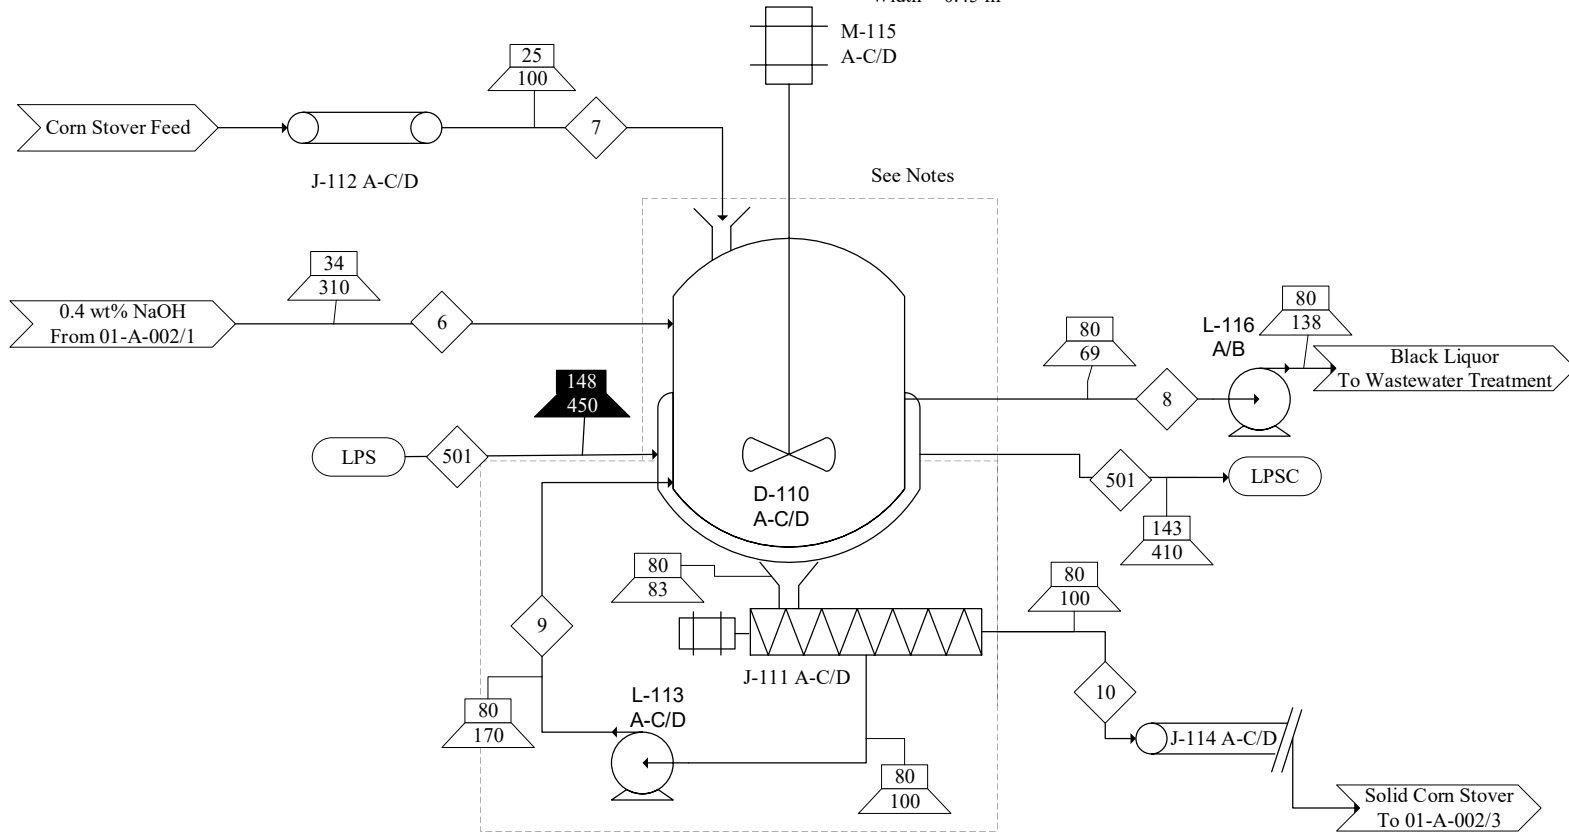 M-115
A-C/D
25
100
Corn Stover Feed
7
J-112 A-C/D
See Notes
34
310
0.4 wt% NaOH
From 01-A-002/1
6
80
69
L-116
A/B
80
138
Black Liquor
To Wastewater Treatment
8
148
450
LPS
501
D-110
A-C/D
501
LPSC
143
410
80
83
80
100
9
J-111 A-C/D
10
80
170
L-113
A-C/D
J-114 A-C/D
80
100
Solid Corn Stover
To 01-A-002/3